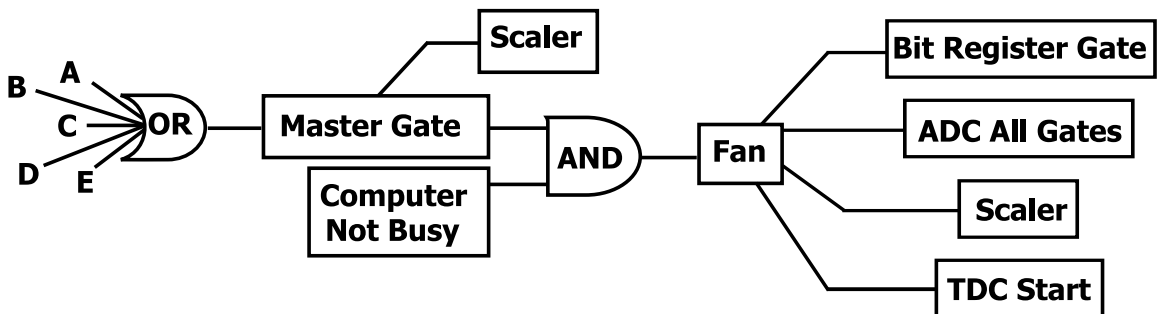 Scaler
Bit Register Gate
A
B
C
OR
Master Gate
ADC All Gates
AND
Fan
D
E
Computer
Not Busy
Scaler
TDC Start